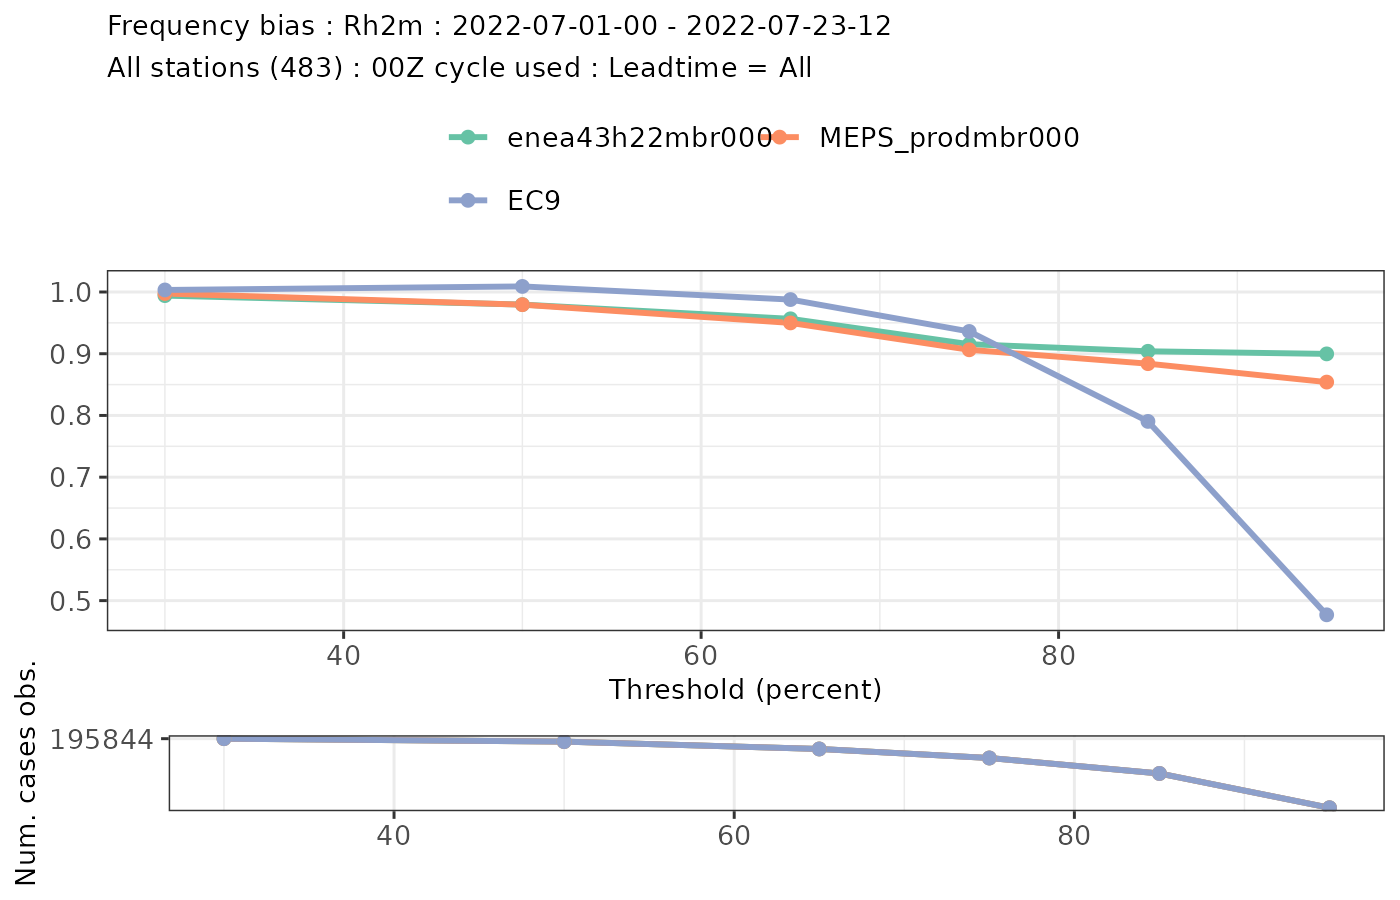 Frequency bias : Rh2m : 2022-07-01-00 - 2022-07-23-12
All stations (483) : 00Z cycle used : Leadtime = All
enea43h22mbr000 MEPS_prodmbr000
EC9
1.0
0.9
0.8
0.7
0.6
0.5
40 60 80
Threshold (percent)
Num. cases obs.
195844
40 60 80